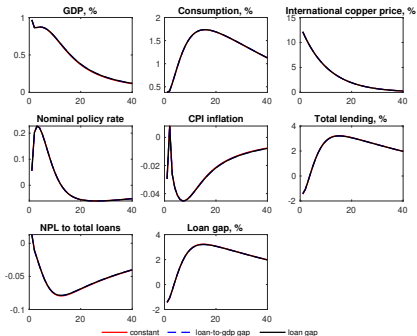 GDP, %
Consumption, %
International copper price, %
1
0.5
0
0 20 40
2
1.5
1
0.5
0 20 40
15
10
5
0
0 20 40
Nominal policy rate
CPI inflation
Total lending, %
0.2
0.1
0
0 20 40
0
-0.02
-0.04
0 20 40
4
2
0
-2
0 20 40
NPL to total loans
Loan gap, %
0
-0.05
-0.1
0 20 40
4
2
0
-2
0 20 40
constant loan-to-gdp gap loan gap